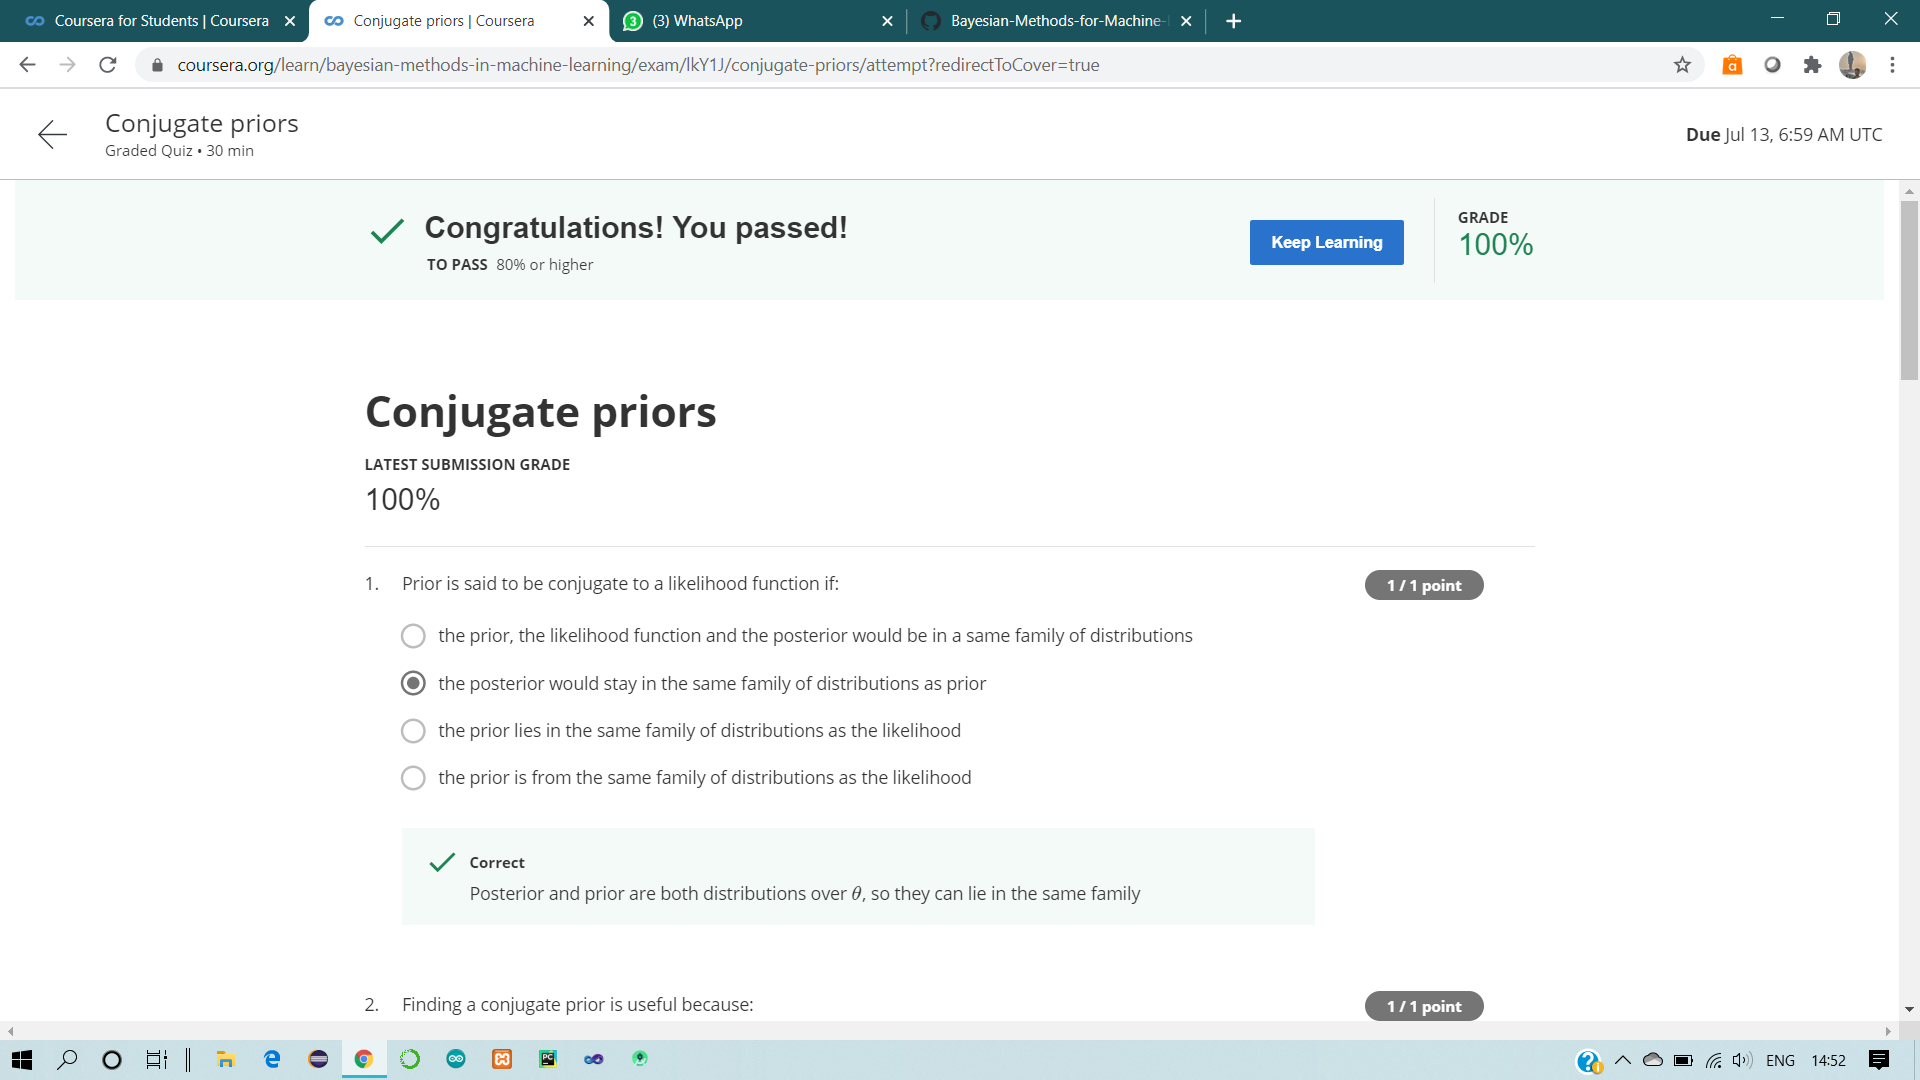 Coursera for Students | Coursera
Conjugate priors | Coursera
3
(3) WhatsApp
Bayesian-Methods-for-Machine-
coursera.org/learn/bayesian-methods-in-machine-learning/exam/lkY1J/conjugate-priors/attempt?redirectToCover=true
a
Conjugate priors
Graded Quiz • 30 min
Due Jul 13, 6:59 AM UTC
Congratulations! You passed!
TO PASS 80% or higher
Keep Learning
GRADE
100%
Conjugate priors
LATEST SUBMISSION GRADE
100%
1. Prior is said to be conjugate to a likelihood function if:
1 / 1 point
the prior, the likelihood function and the posterior would be in a same family of distributions
the posterior would stay in the same family of distributions as prior
the prior lies in the same family of distributions as the likelihood
the prior is from the same family of distributions as the likelihood
Correct
Posterior and prior are both distributions over θ, so they can lie in the same family
2. Finding a conjugate prior is useful because:
1 / 1 point
PC
ENG
14:52